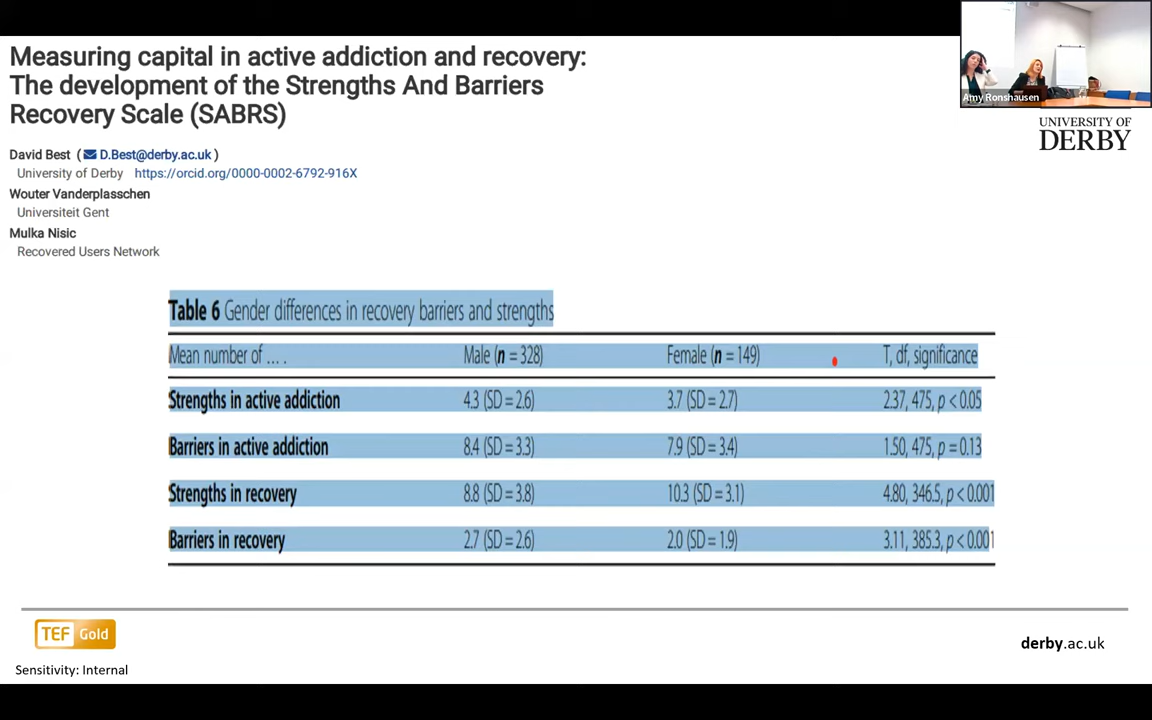 Measuring capital in active addiction and recovery:
The development of the Strengths And Barriers
Recovery Scale (SABRS)
Amy Ronshausen
UNIVERSITY OF
DERBY
David Best ( D.Best@derby.ac.uk )
University of Derby https://orcid.org/0000-0002-6792-916X
Wouter Vanderplasschen
Universiteit Gent
Mulka Nisic
Recovered Users Network
Table 6 Gender differences in recovery barriers and strengths
Mean number of ... . Male (n = 328) Female (n = 149) T, df, significance
Strengths in active addiction 4.3 (SD = 2.6) 3.7 (SD = 2.7) 2.37, 475, p < 0.05
Barriers in active addiction 8.4 (SD = 3.3) 7.9 (SD = 3.4) 1.50, 475, p = 0.13
Strengths in recovery 8.8 (SD = 3.8) 10.3 (SD = 3.1) 4.80, 346.5, p < 0.001
Barriers in recovery 2.7 (SD = 2.6) 2.0 (SD = 1.9) 3.11, 385.3, p < 0.001
TEF Gold
derby.ac.uk
Sensitivity: Internal